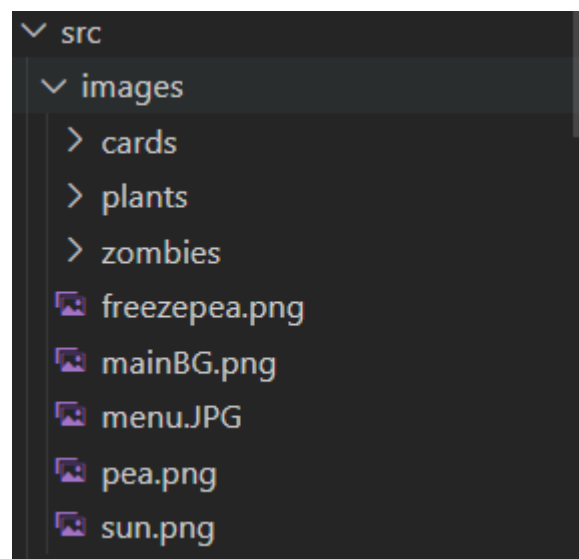 src
images
cards
plants
zombies
freezepea.png
mainBG.png
menu.JPG
pea.png
sun.png